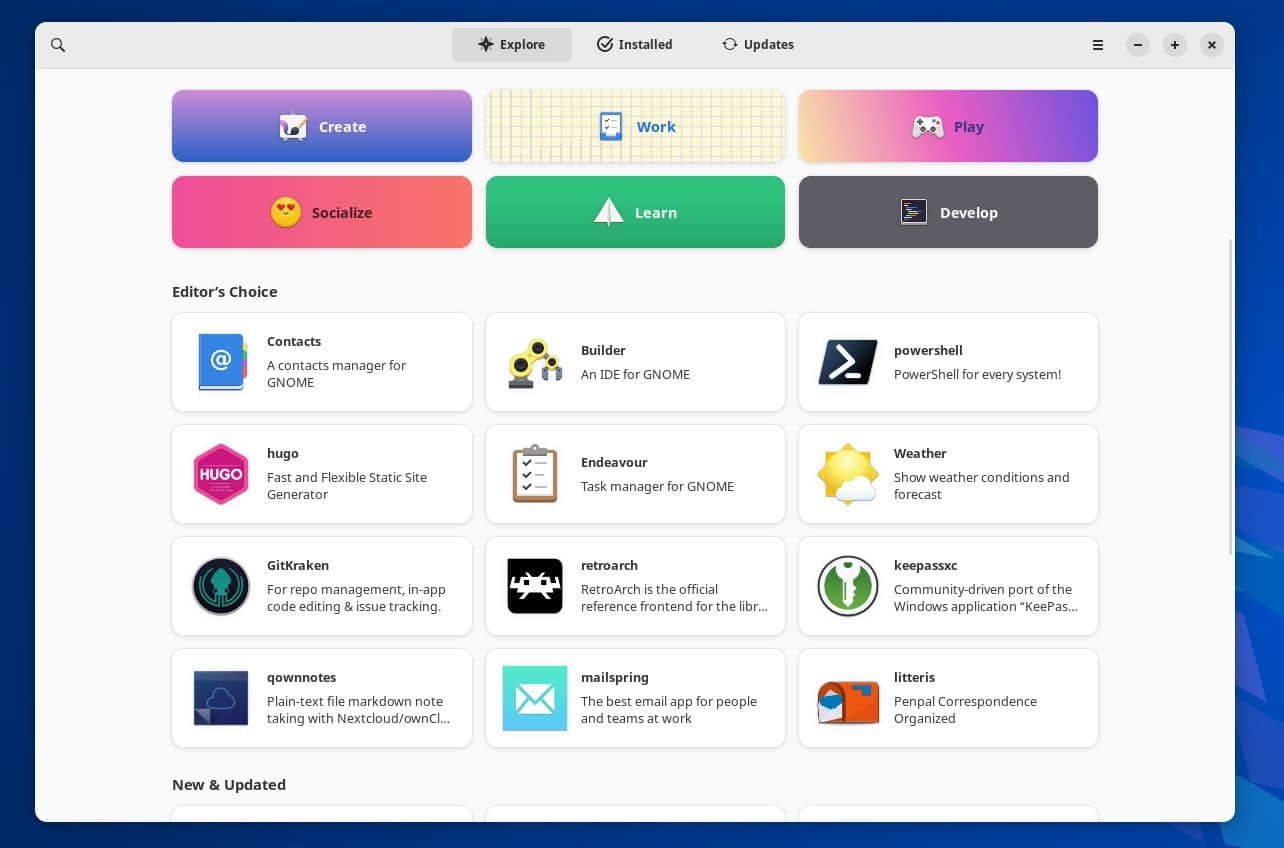 Explore
Installed
Updates
Create
Work
Play
Socialize
Learn
Develop
Editor’s Choice
Contacts
A contacts manager for
GNOME
Builder
An IDE for GNOME
powershell
PowerShell for every system!
HUGO
hugo
Fast and Flexible Static Site
Generator
Endeavour
Task manager for GNOME
Weather
Show weather conditions and
forecast
GitKraken
For repo management, in-app
code editing & issue tracking.
retroarch
RetroArch is the official
reference frontend for the libr…
keepassxc
Community-driven port of the
Windows application “KeePas…
qownnotes
Plain-text file markdown note
taking with Nextcloud/ownCl…
mailspring
The best email app for people
and teams at work
litteris
Penpal Correspondence
Organized
New & Updated